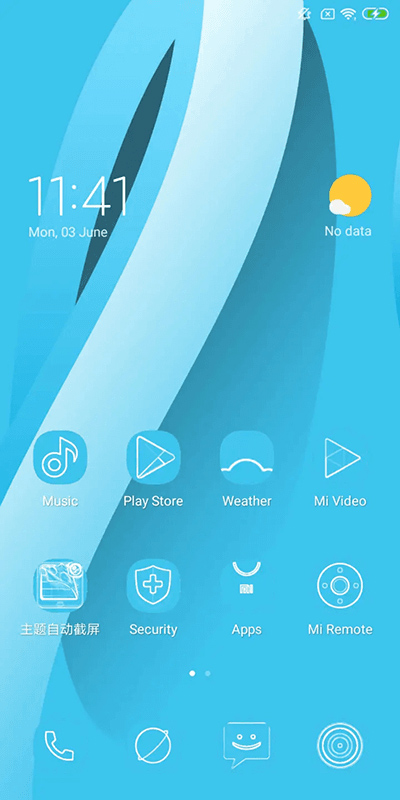 11:41
Mon, 03 June
No data
Music
Play Store
Weather
Mi Video
主题自动截屏
Security
Apps
Mi Remote